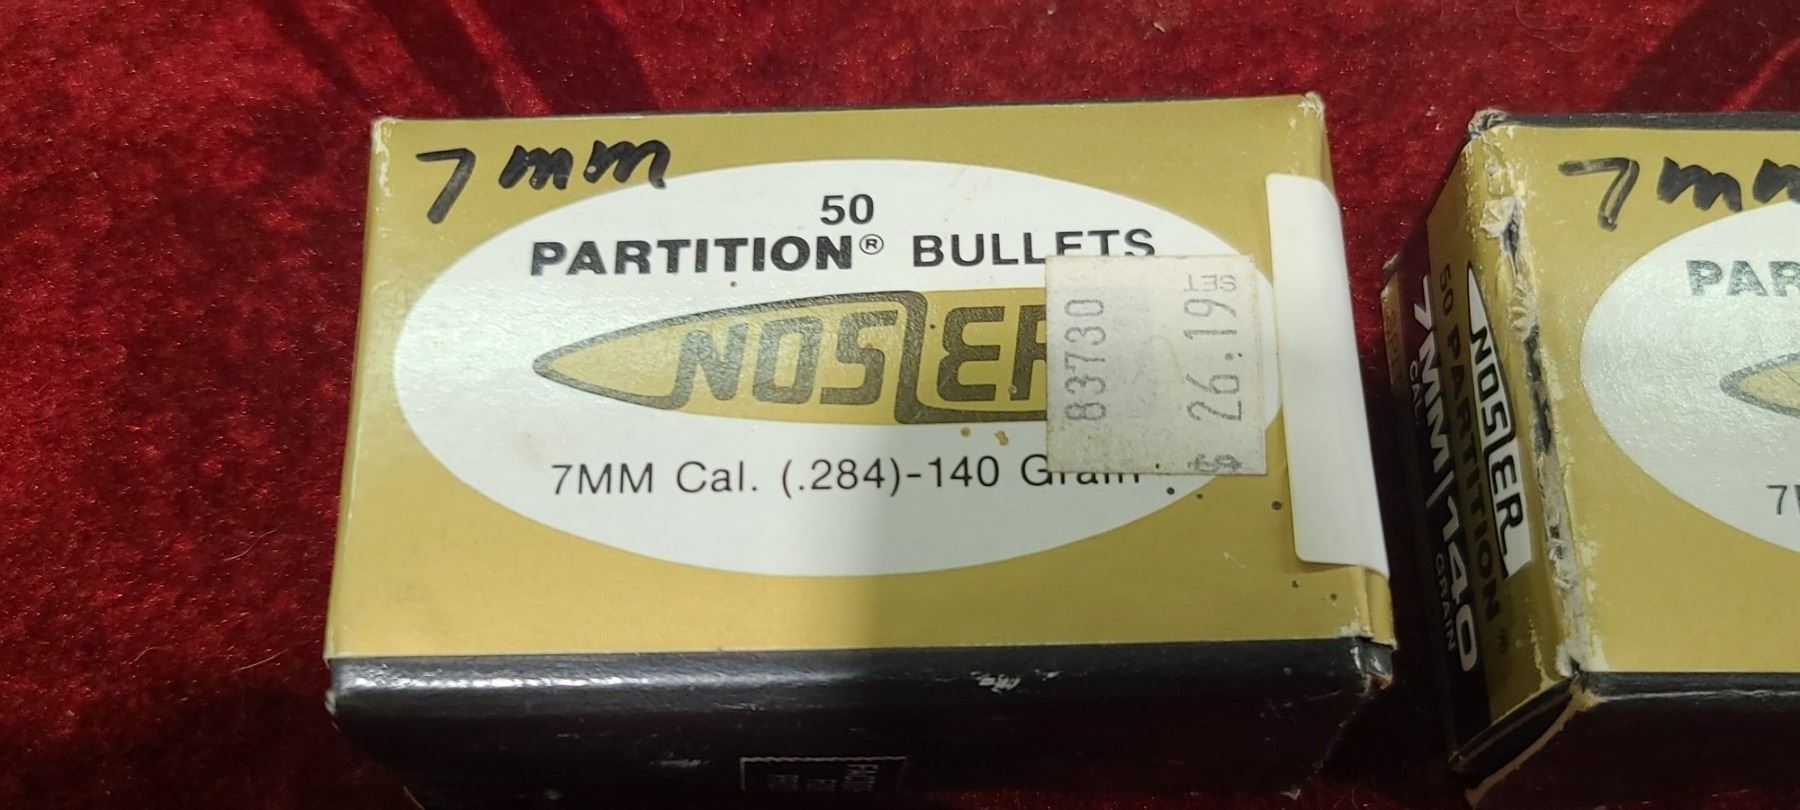 7mm
50
PARTITION® BULLETS
NOSLER
7MM Cal. (.284)-140 Grain
83730
SET
$ 26.19
7mm
PAR
NOSLER
50 PARTITION
7MM/140
CAL. GRAIN